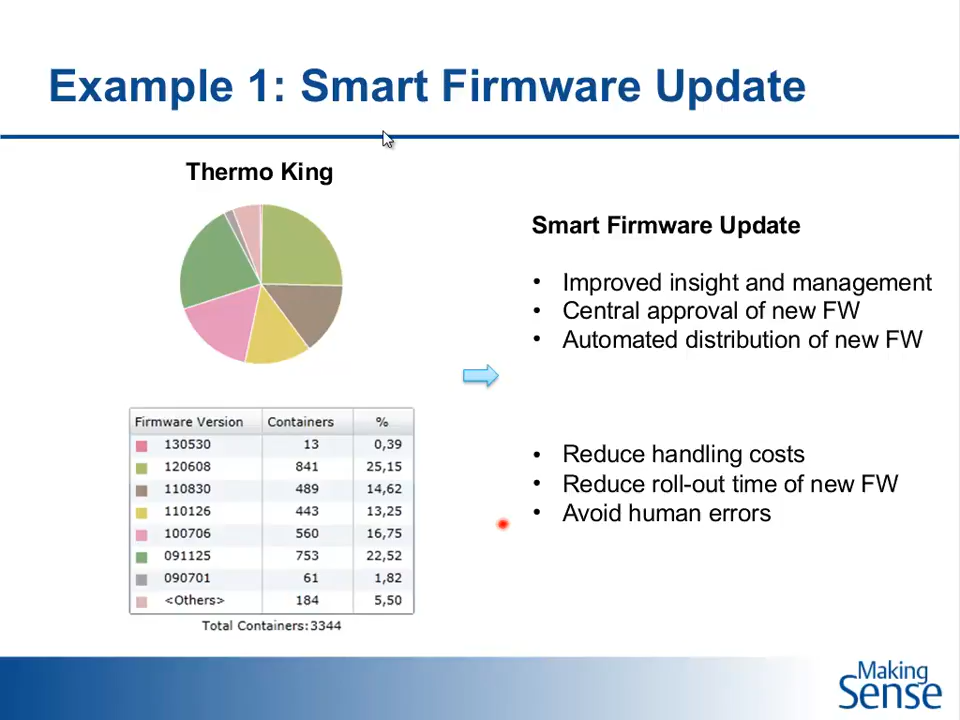 Example 1: Smart Firmware Update
Thermo King
Firmware Version Containers %
130530 13 0,39
120608 841 25,15
110830 489 14,62
110126 443 13,25
100706 560 16,75
091125 753 22,52
090701 61 1,82
<Others> 184 5,50
Total Containers:3344
Smart Firmware Update
• Improved insight and management
• Central approval of new FW
• Automated distribution of new FW
• Reduce handling costs
• Reduce roll-out time of new FW
• Avoid human errors
Making
Sense